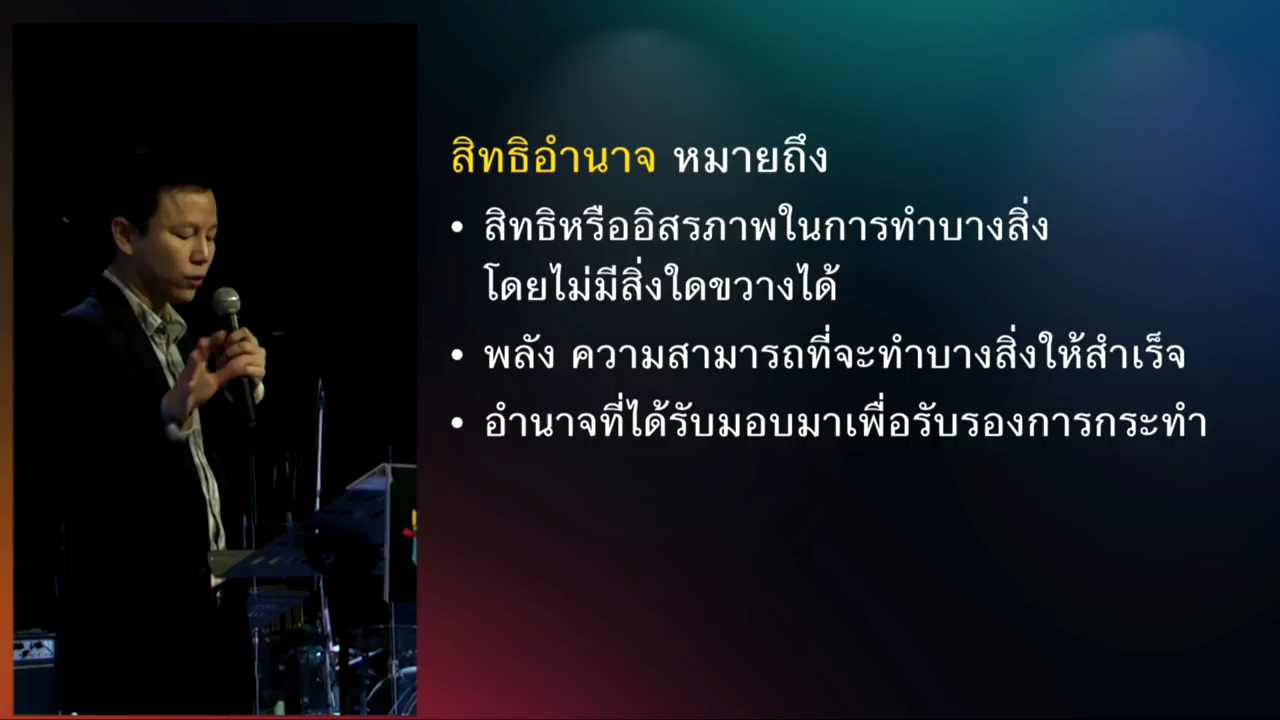 สิทธิอำนาจ หมายถึง
• สิทธิหรืออิสรภาพในการทำบางสิ่ง
โดยไม่มีสิ่งใดขวางได้
• พลัง ความสามารถที่จะทำบางสิ่งให้สำเร็จ
• อำนาจที่ได้รับมอบมาเพื่อรับรองการกระทำ